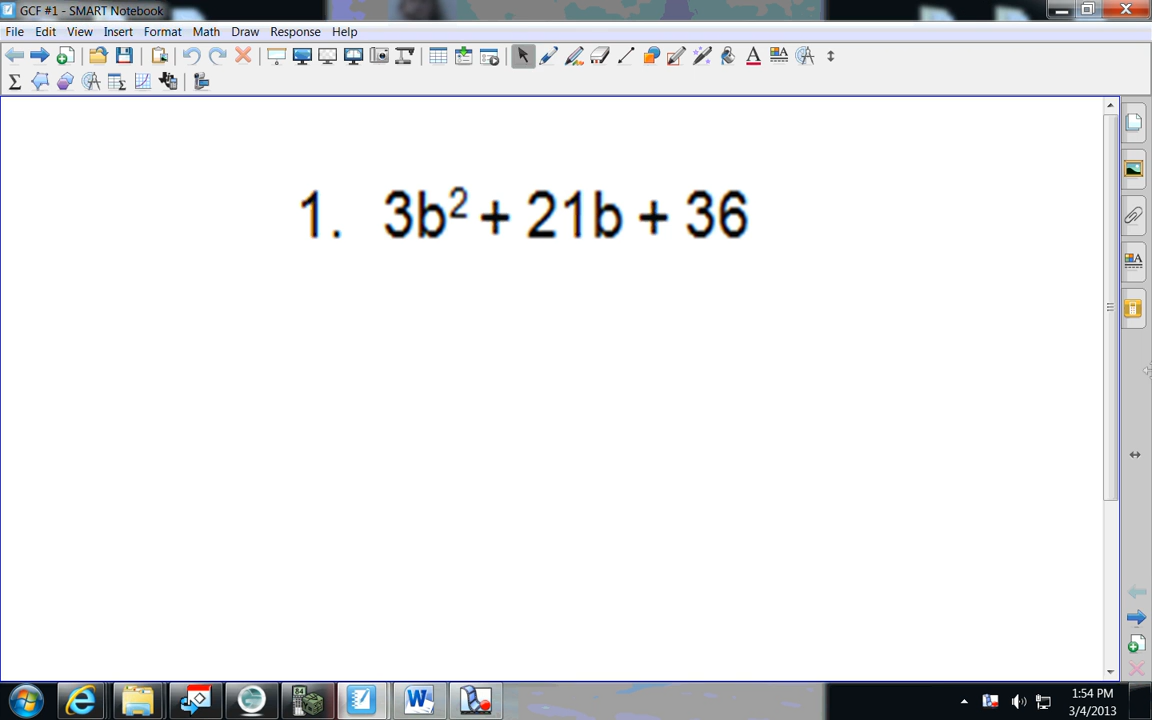 GCF #1 - SMART Notebook
File Edit View Insert Format Math Draw Response Help
1. 3b² + 21b + 36
1:54 PM
3/4/2013